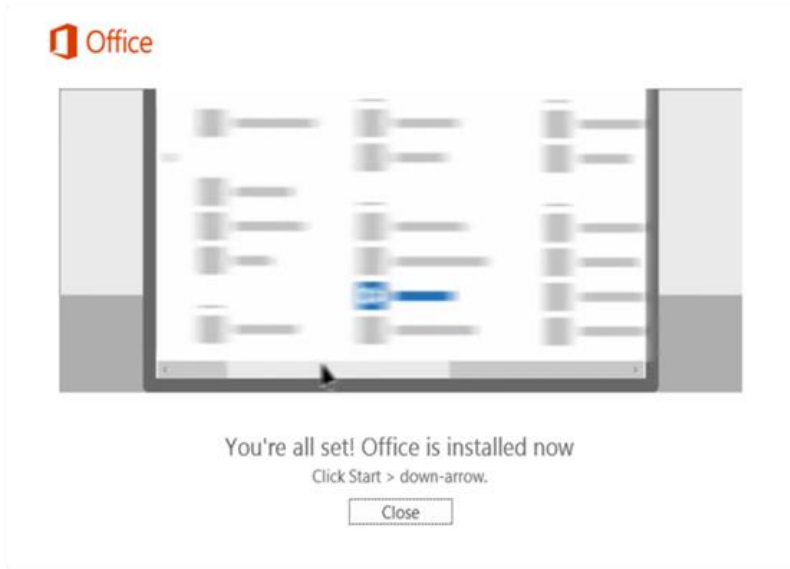 Office
You're all set! Office is installed now
Click Start > down-arrow.
Close